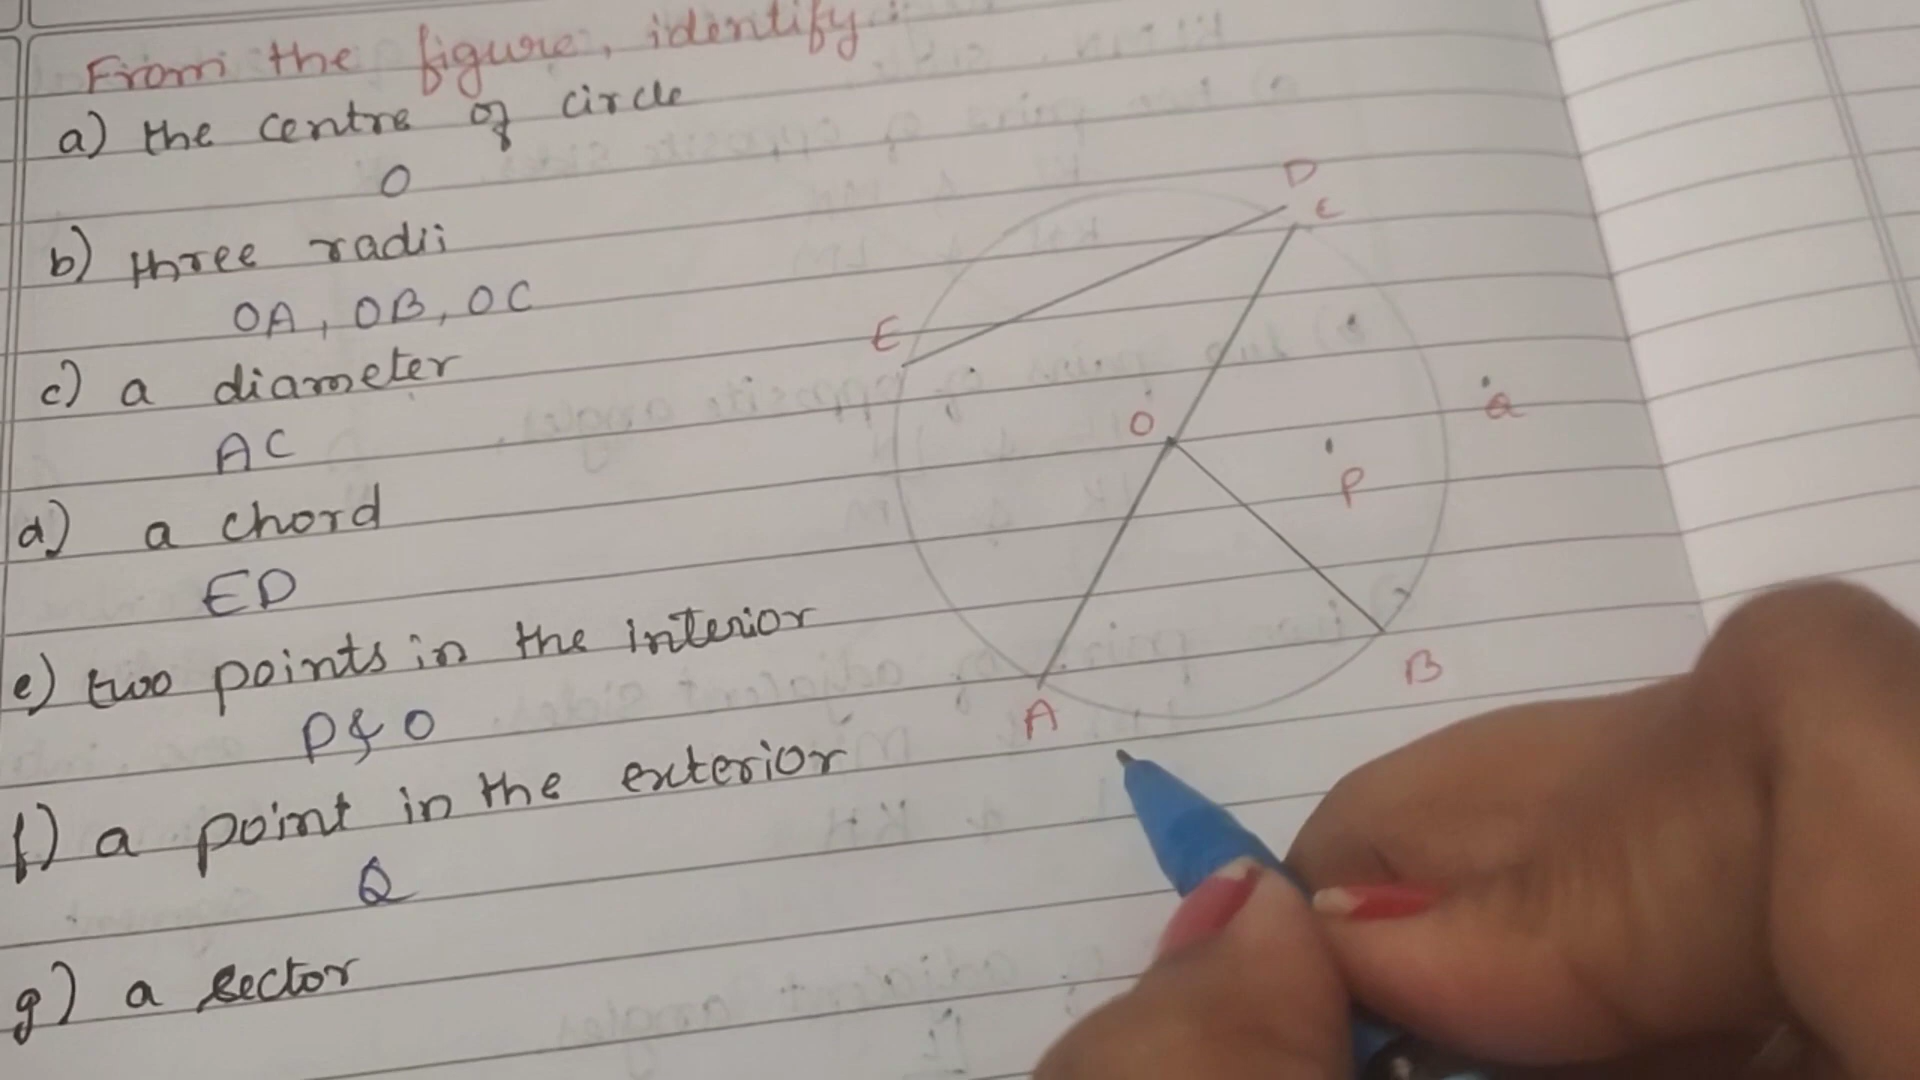 From the figure, identify :
a) the centre of circle
O
b) three radii
OA, OB, OC
c) a diameter
AC
d) a chord
ED
e) two points in the interior
P & O
f) a point in the exterior
Q
g) a sector
D
C
E
O
Q
P
B
A